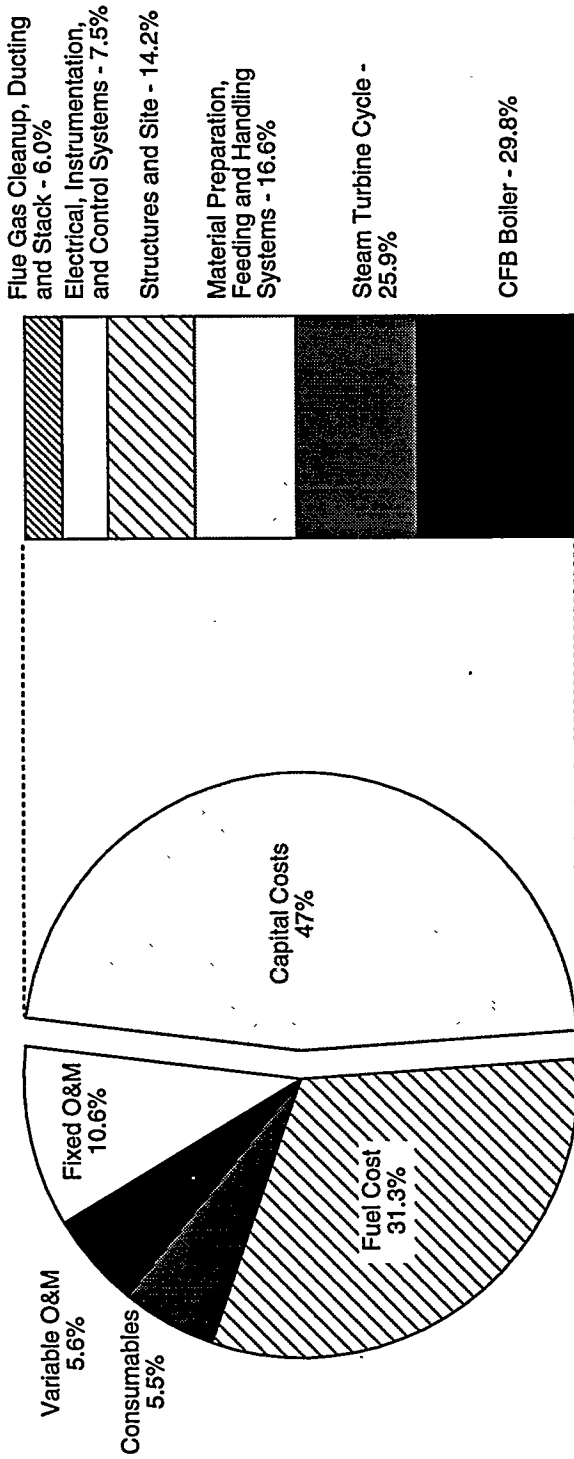 Variable O&M
5.6%
Consumables
5.5%
Fixed O&M
10.6%
Fuel Cost
31.3%
Capital Costs
47%
Flue Gas Cleanup, Ducting
and Stack - 6.0%
Electrical, Instrumentation,
and Control Systems - 7.5%
Structures and Site - 14.2%
Material Preparation,
Feeding and Handling
Systems - 16.6%
Steam Turbine Cycle -
25.9%
CFB Boiler - 29.8%